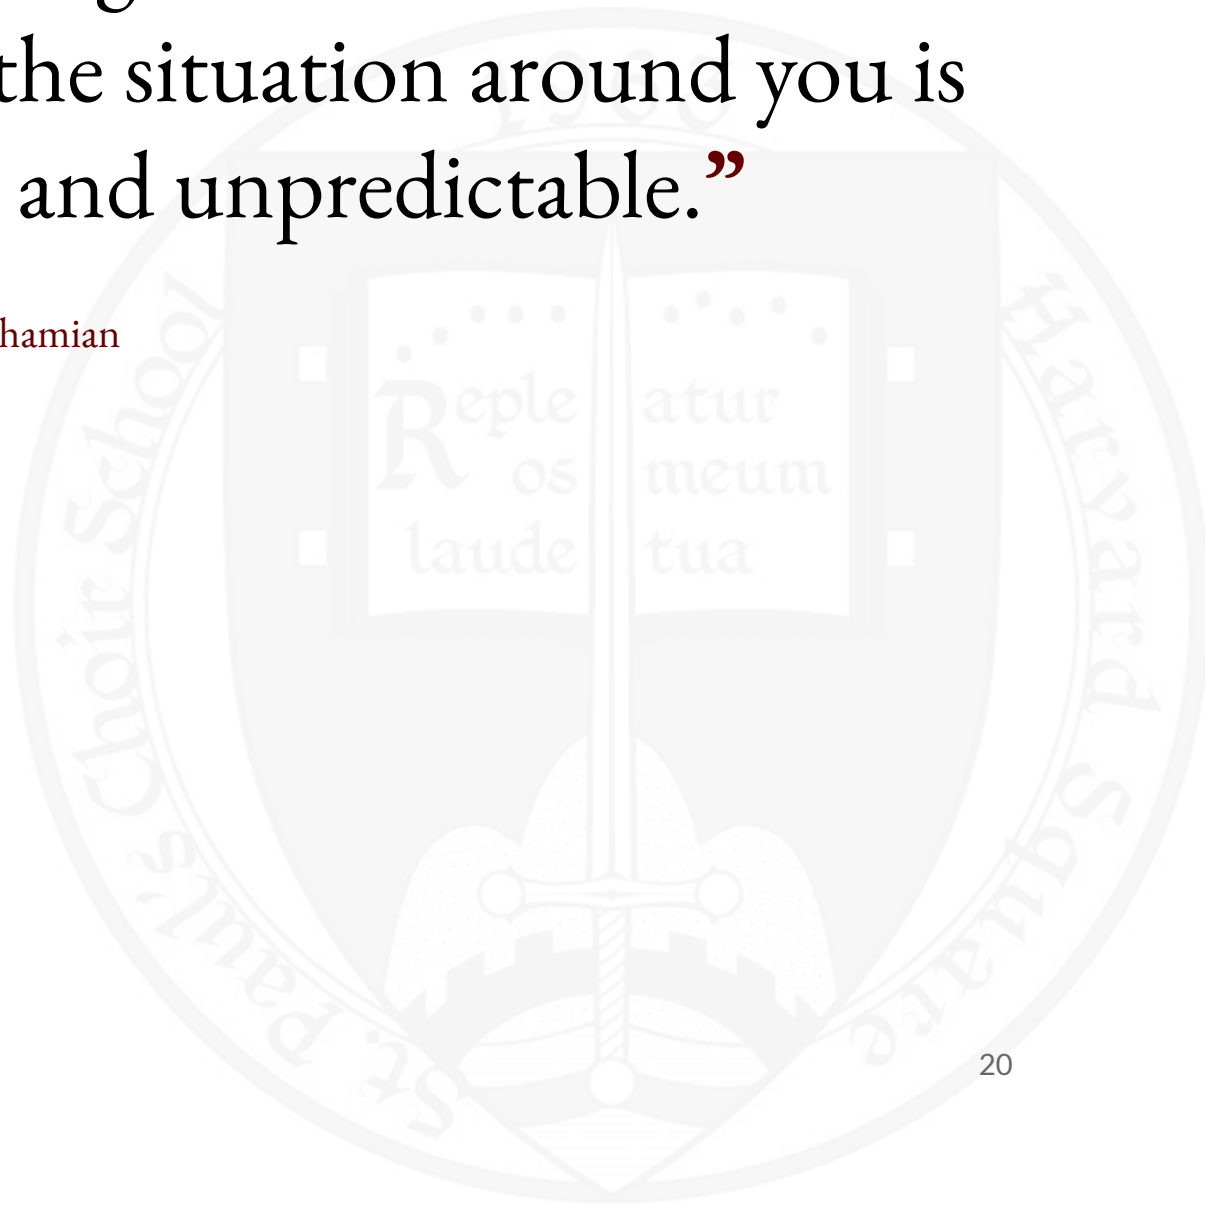 the situation around you is
and unpredictable.”
hamian
1960
St. Paul's Choir School
Harvard Square
Reple atur
os meum
laude tua
20